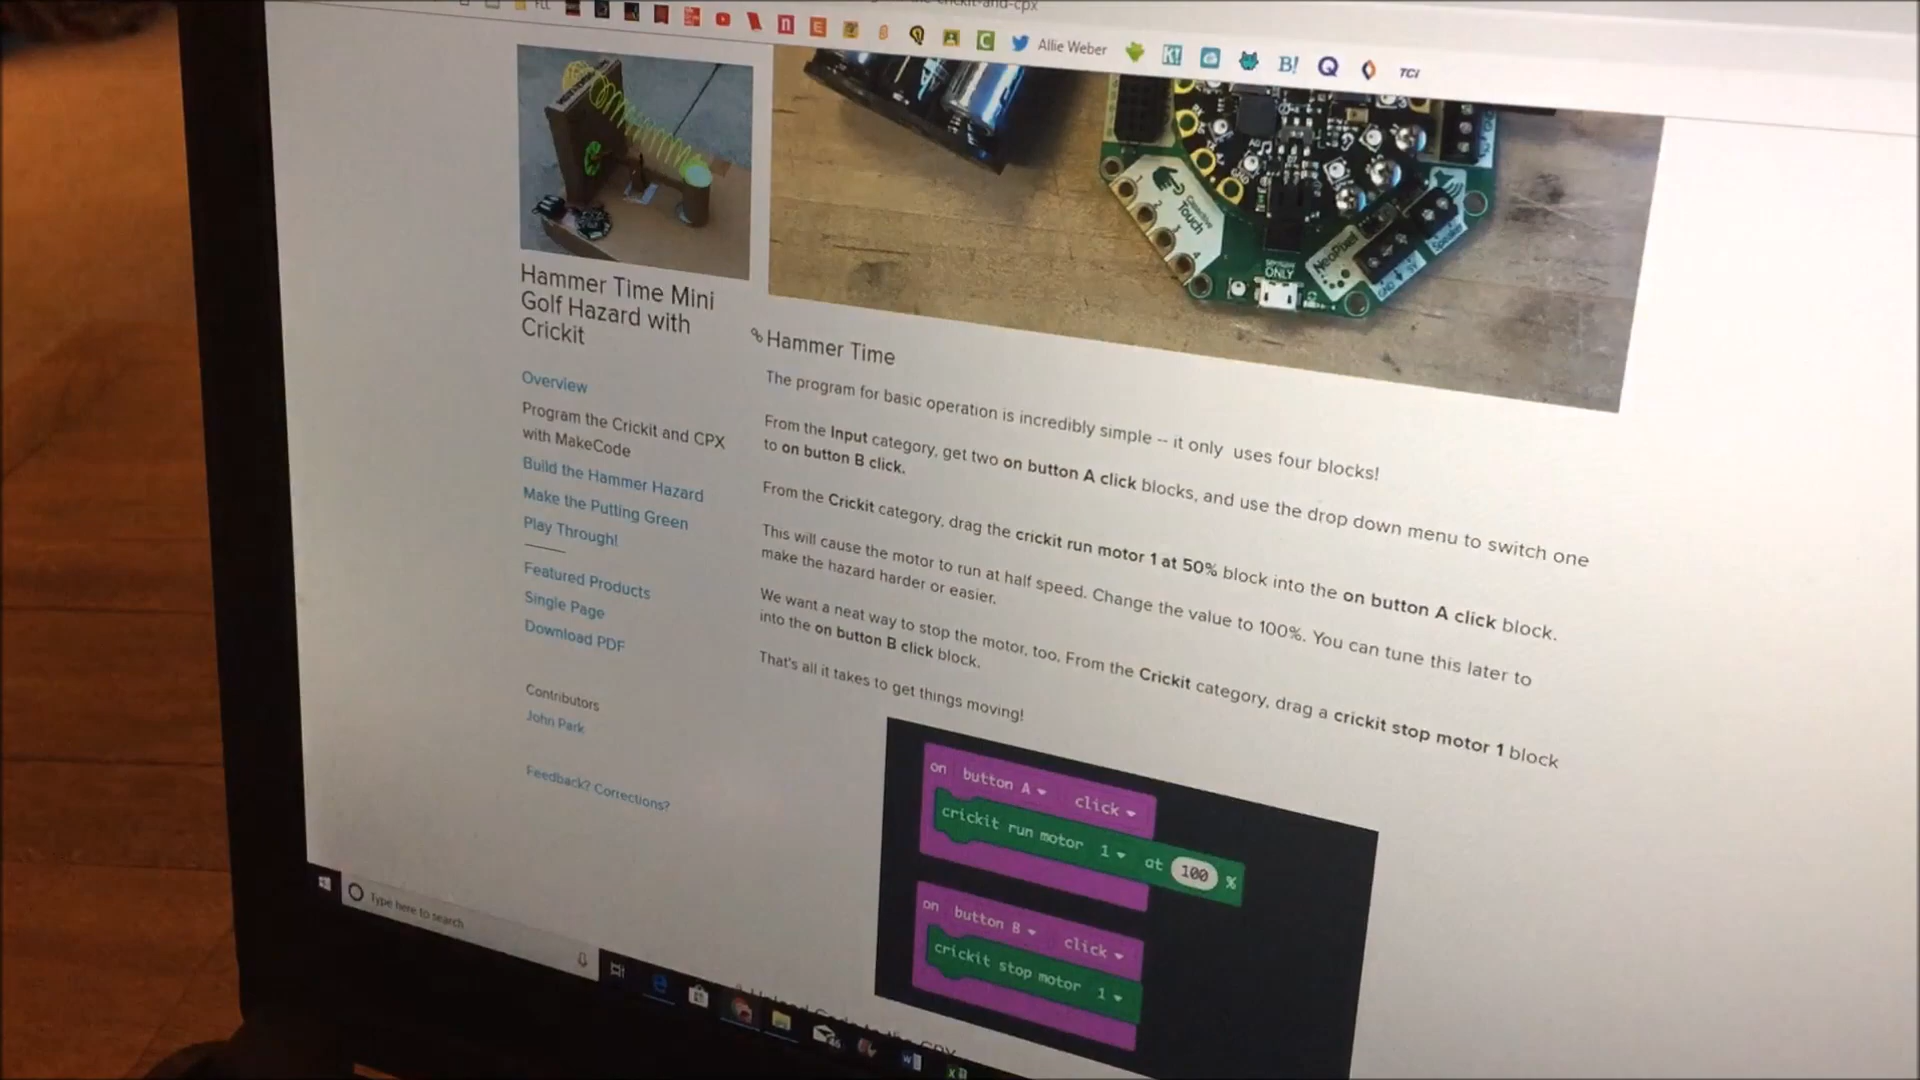 -crickit-and-cpx
FLL
Allie Weber
K!
B!
TCI
Capacitive
Touch
SERVICE
ONLY
NeoPixel
GND
5V
Speaker
Hammer Time Mini
Golf Hazard with
Crickit
Overview
Program the Crickit and CPX
with MakeCode
Build the Hammer Hazard
Make the Putting Green
Play Through!
Featured Products
Single Page
Download PDF
Contributors
John Park
Feedback? Corrections?
Hammer Time
The program for basic operation is incredibly simple -- it only uses four blocks!
From the Input category, get two on button A click blocks, and use the drop down menu to switch one
to on button B click.
From the Crickit category, drag the crickit run motor 1 at 50% block into the on button A click block.
This will cause the motor to run at half speed. Change the value to 100%. You can tune this later to
make the hazard harder or easier.
We want a neat way to stop the motor, too. From the Crickit category, drag a crickit stop motor 1 block
into the on button B click block.
That's all it takes to get things moving!
on button A click
crickit run motor 1 at 100 %
on button B click
crickit stop motor 1
Type here to search